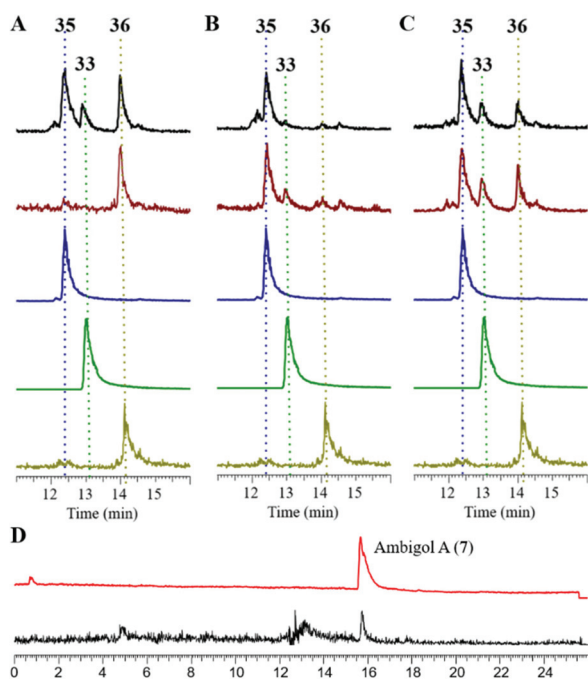 A 35 36 B 35 36 C 35 36
33 33 33
12 13 14 15 12 13 14 15 12 13 14 15
Time (min) Time (min) Time (min)
D
Ambigol A (7)
0 2 4 6 8 10 12 14 16 18 20 22 24